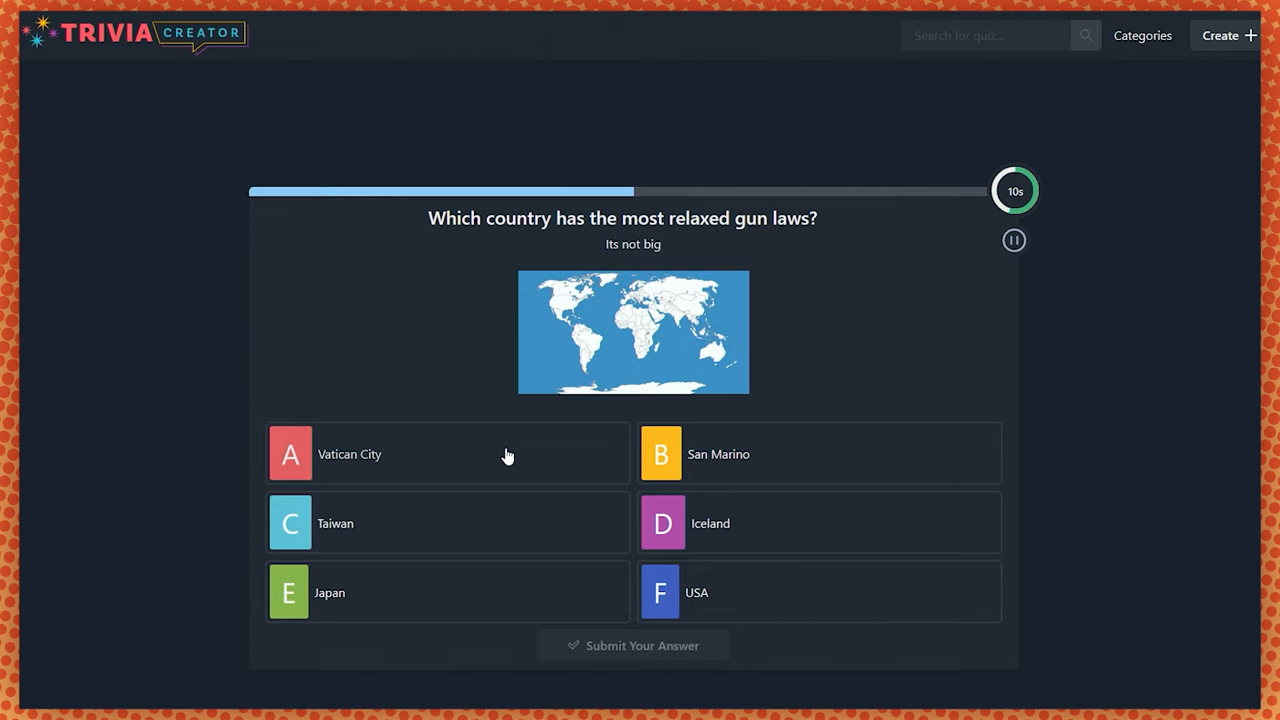 TRIVIA CREATOR
Search for quiz...
Categories
Create +
10s
Which country has the most relaxed gun laws?
Its not big
A Vatican City
B San Marino
C Taiwan
D Iceland
E Japan
F USA
Submit Your Answer